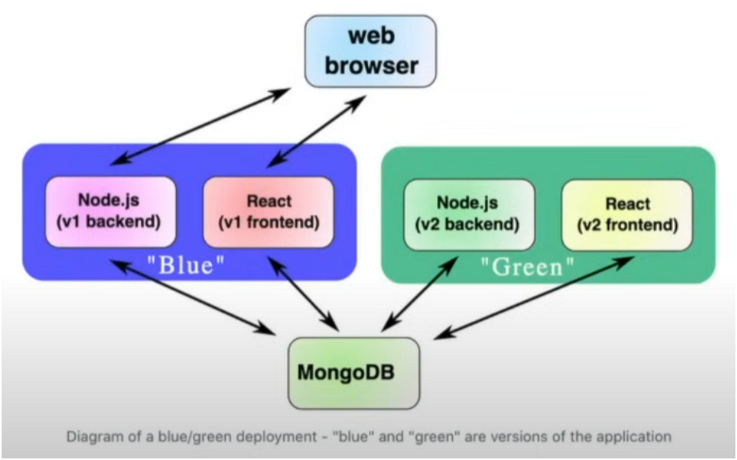 web
browser
Node.js
(v1 backend)
React
(v1 frontend)
"Blue"
Node.js
(v2 backend)
React
(v2 frontend)
"Green"
MongoDB
Diagram of a blue/green deployment - "blue" and "green" are versions of the application